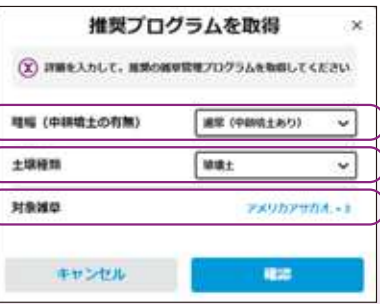 推奨プログラムを取得 ×
詳細を入力して、推奨の雑草管理プログラムを取得してください
畦幅（中耕培土の有無） 通常（中耕培土あり）
土壌種類 壌土
対象雑草 アメリカアサガオ, + 3
キャンセル 確認